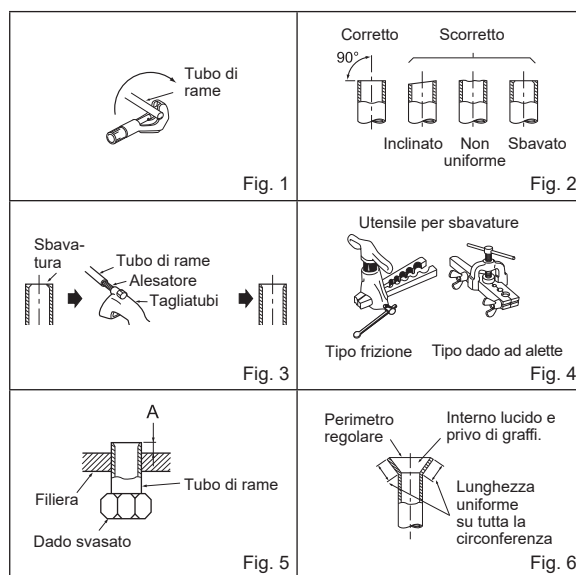 Tubo di
rame
Fig. 1
Corretto
Scorretto
90°
Inclinato
Non
uniforme
Sbavato
Fig. 2
Sbava-
tura
Tubo di rame
Alesatore
Tagliatubi
Fig. 3
Utensile per sbavature
Tipo frizione
Tipo dado ad alette
Fig. 4
A
Filiera
Tubo di rame
Dado svasato
Fig. 5
Perimetro
regolare
Interno lucido e
privo di graffi.
Lunghezza
uniforme
su tutta la
circonferenza
Fig. 6